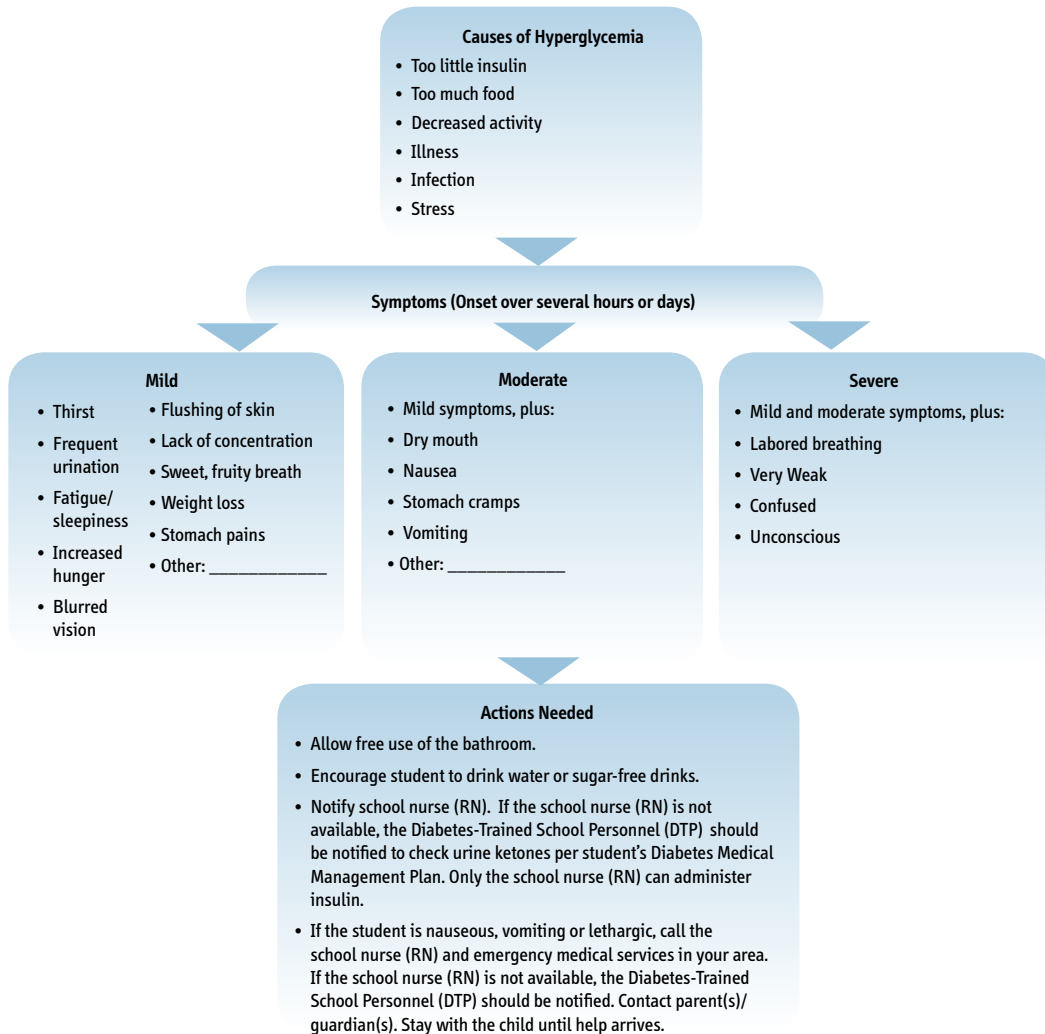 Causes of Hyperglycemia
• Too little insulin
• Too much food
• Decreased activity
• Illness
• Infection
• Stress
Symptoms (Onset over several hours or days)
Mild
• Thirst
• Frequent
urination
• Fatigue/
sleepiness
• Increased
hunger
• Blurred
vision
• Flushing of skin
• Lack of concentration
• Sweet, fruity breath
• Weight loss
• Stomach pains
• Other: ____________
Moderate
• Mild symptoms, plus:
• Dry mouth
• Nausea
• Stomach cramps
• Vomiting
• Other: ____________
Severe
• Mild and moderate symptoms, plus:
• Labored breathing
• Very Weak
• Confused
• Unconscious
Actions Needed
• Allow free use of the bathroom.
• Encourage student to drink water or sugar-free drinks.
• Notify school nurse (RN). If the school nurse (RN) is not
available, the Diabetes-Trained School Personnel (DTP) should
be notified to check urine ketones per student's Diabetes Medical
Management Plan. Only the school nurse (RN) can administer
insulin.
• If the student is nauseous, vomiting or lethargic, call the
school nurse (RN) and emergency medical services in your area.
If the school nurse (RN) is not available, the Diabetes-Trained
School Personnel (DTP) should be notified. Contact parent(s)/
guardian(s). Stay with the child until help arrives.